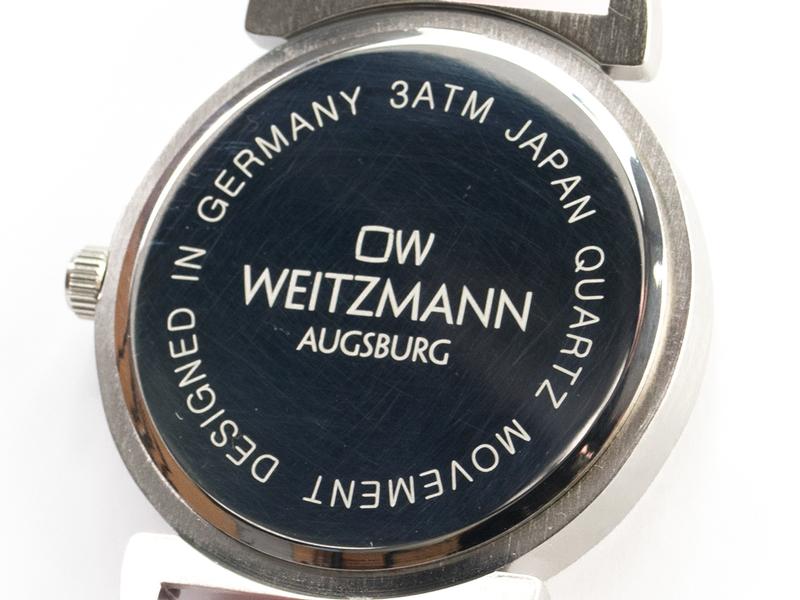 OW
WEITZMANN
AUGSBURG
DESIGNED IN GERMANY 3ATM JAPAN QUARTZ MOVEMENT